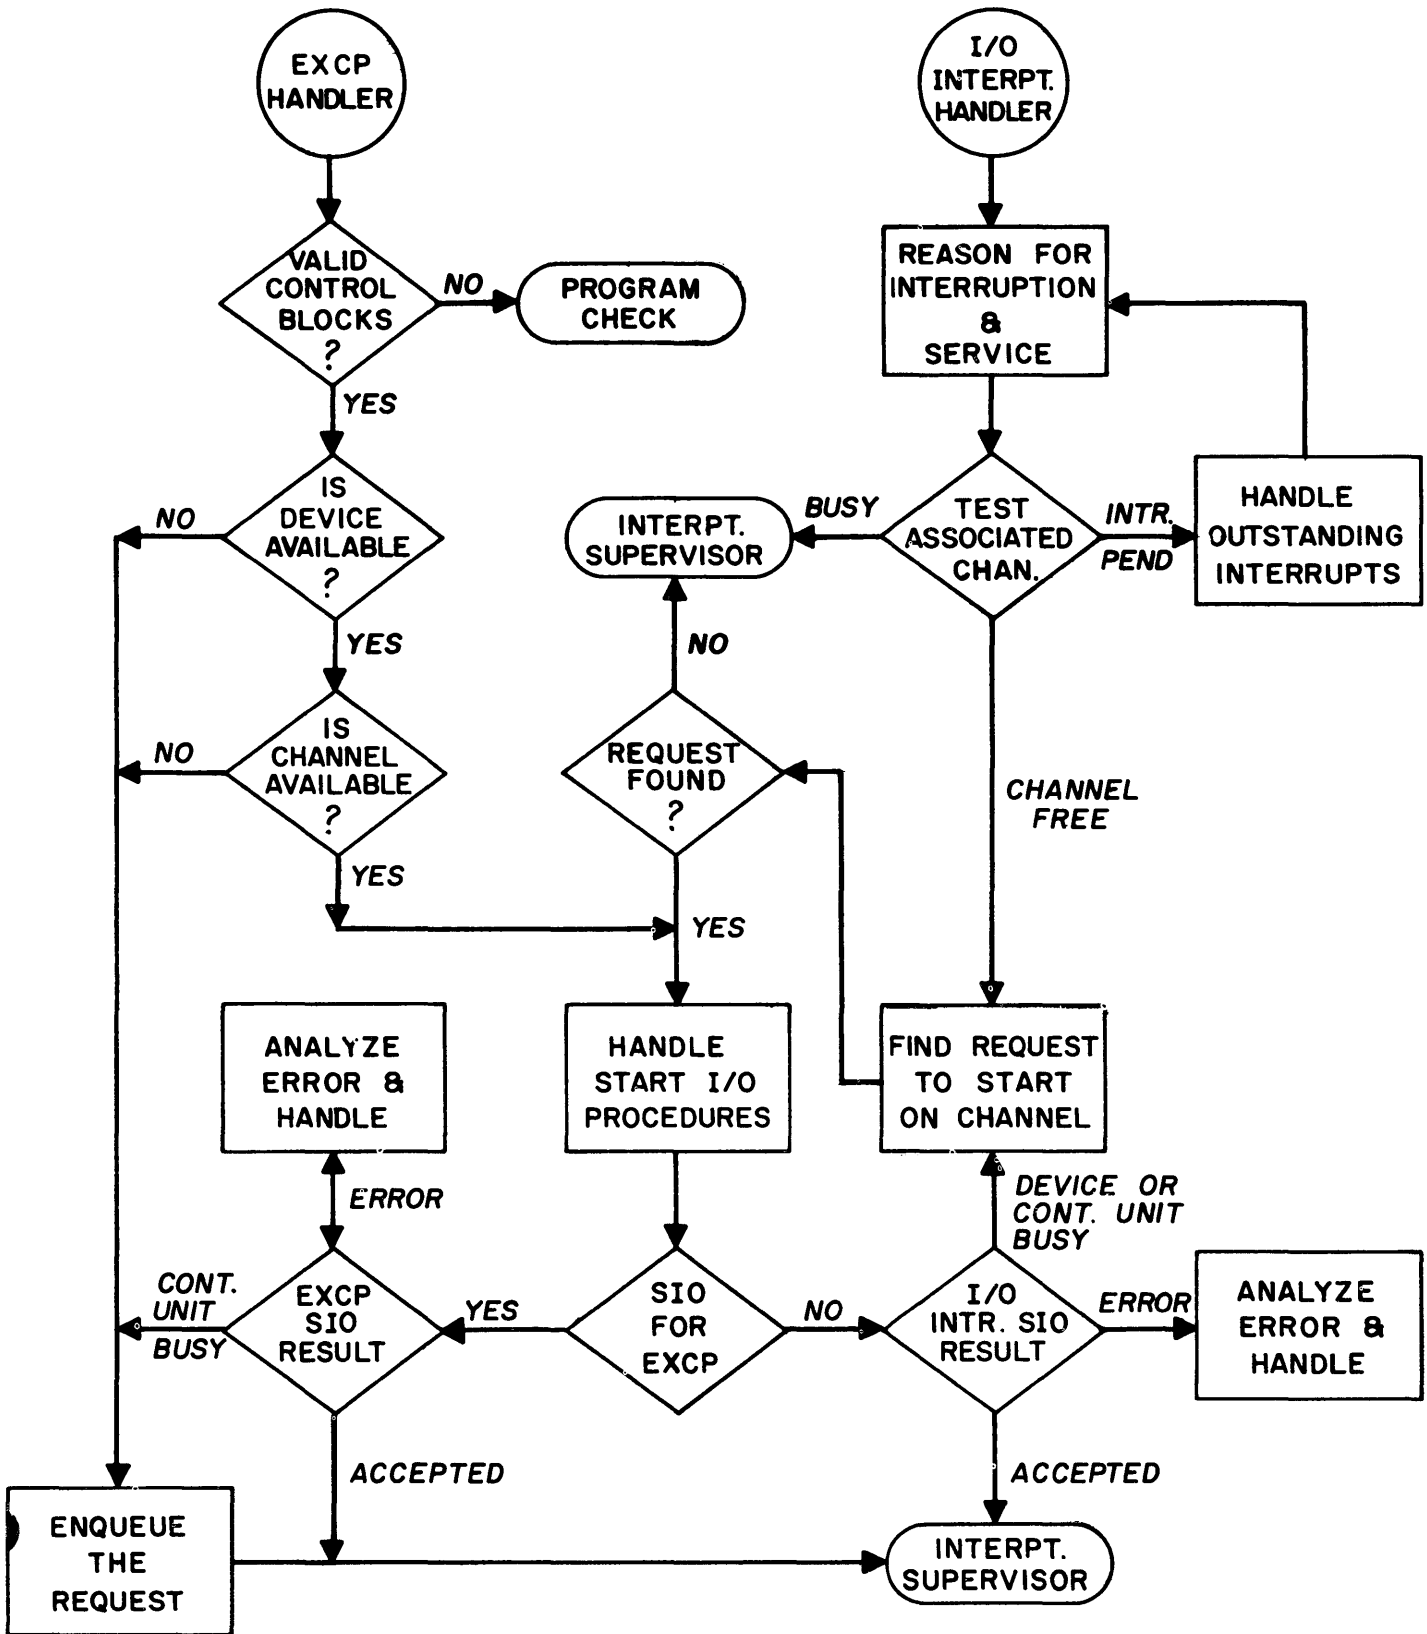 EXCP
HANDLER
I/O
INTERPT.
HANDLER
VALID
CONTROL
BLOCKS
?
NO
PROGRAM
CHECK
REASON FOR
INTERRUPTION
&
SERVICE
YES
IS
DEVICE
AVAILABLE
?
NO
INTERPT.
SUPERVISOR
BUSY
TEST
ASSOCIATED
CHAN.
INTR.
PEND
HANDLE
OUTSTANDING
INTERRUPTS
YES
NO
IS
CHANNEL
AVAILABLE
?
NO
REQUEST
FOUND
?
CHANNEL
FREE
YES
YES
ANALYZE
ERROR &
HANDLE
HANDLE
START I/O
PROCEDURES
FIND REQUEST
TO START
ON CHANNEL
ERROR
DEVICE OR
CONT. UNIT
BUSY
CONT.
UNIT
BUSY
EXCP
SIO
RESULT
YES
SIO
FOR
EXCP
NO
I/O
INTR. SIO
RESULT
ERROR
ANALYZE
ERROR &
HANDLE
ACCEPTED
ACCEPTED
ENQUEUE
THE
REQUEST
INTERPT.
SUPERVISOR